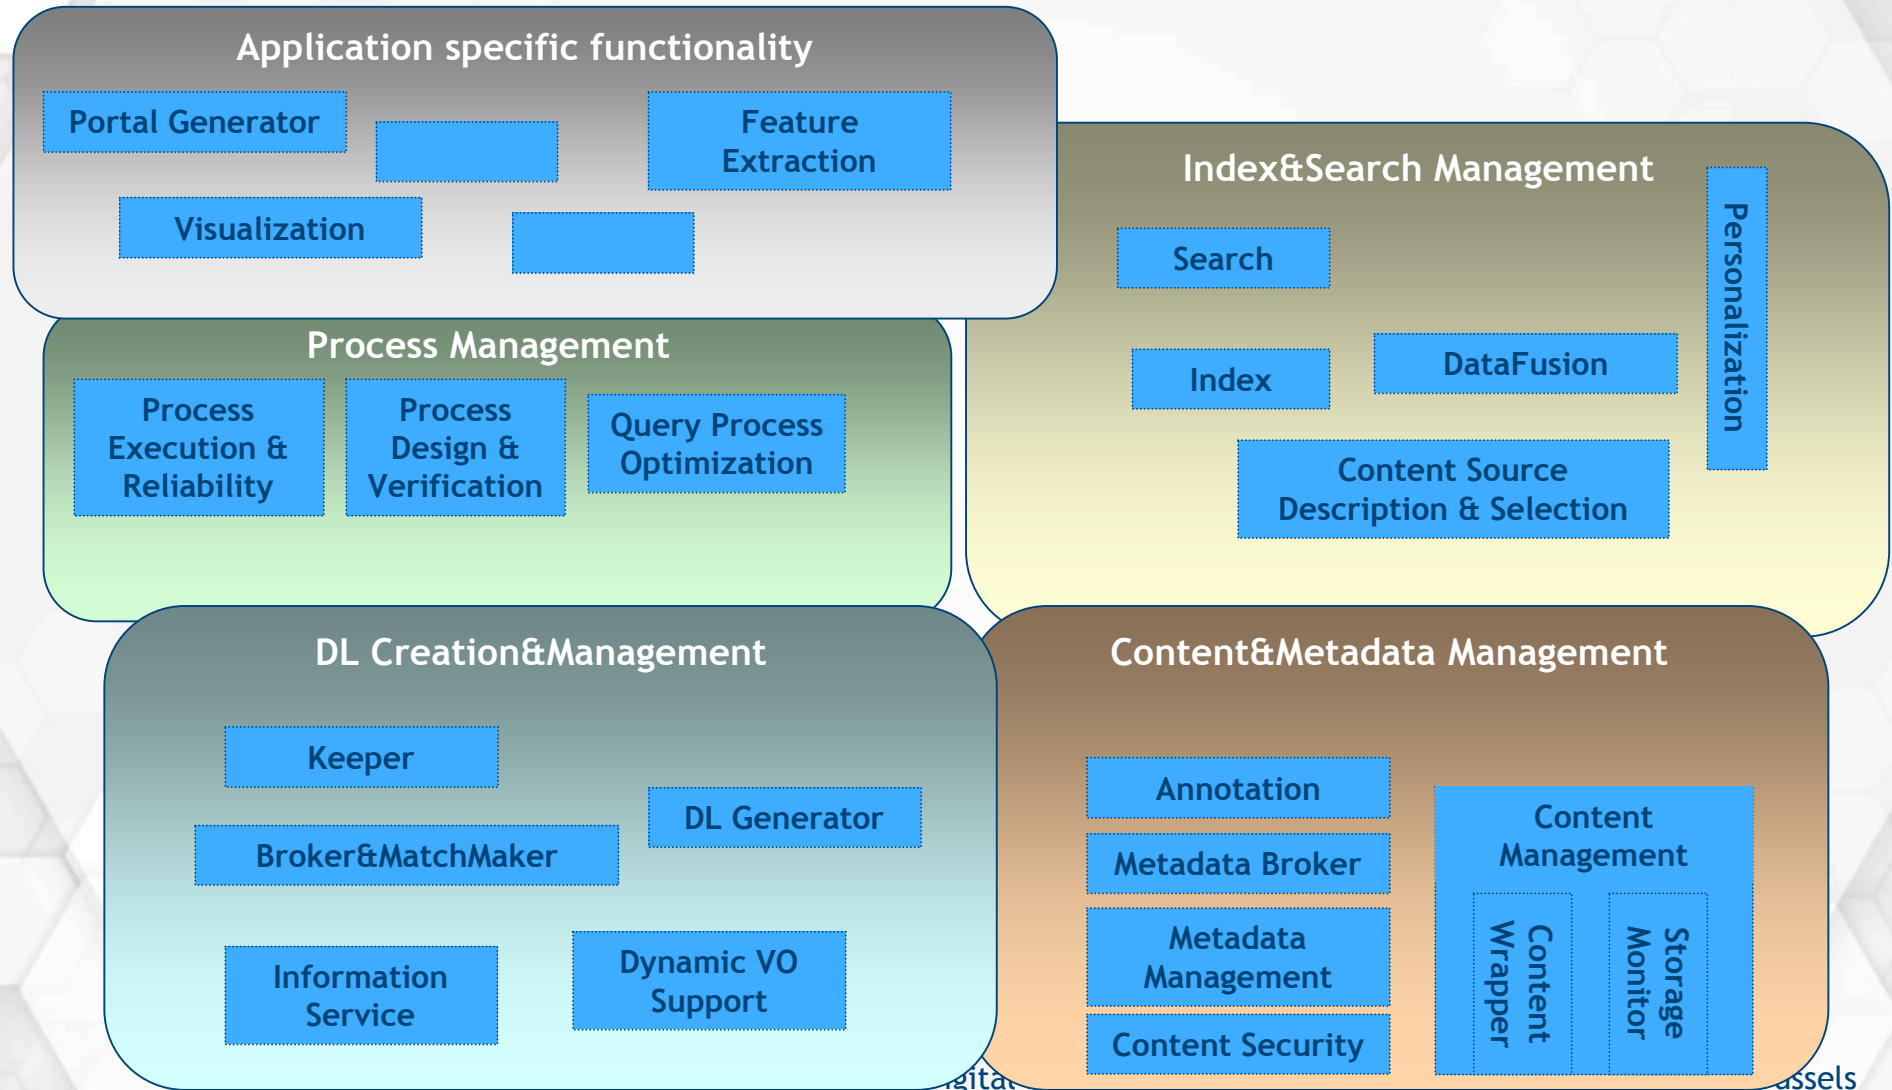 Application specific functionality
Portal Generator
Feature
Extraction
Visualization
Index&Search Management
Search
Personalization
Index
DataFusion
Content Source
Description & Selection
Process Management
Process
Execution &
Reliability
Process
Design &
Verification
Query Process
Optimization
DL Creation&Management
Keeper
DL Generator
Broker&MatchMaker
Information
Service
Dynamic VO
Support
Content&Metadata Management
Annotation
Metadata Broker
Metadata
Management
Content Security
Content
Management
Content
Wrapper
Storage
Monitor